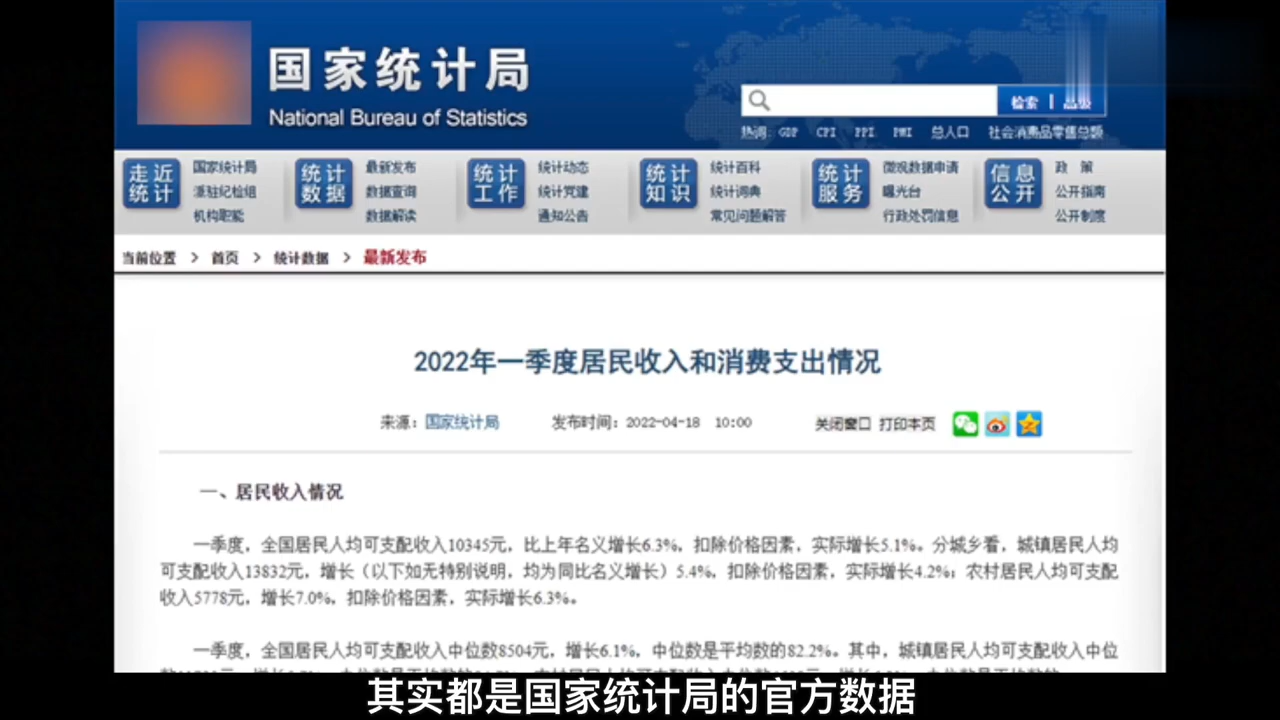 国家统计局
National Bureau of Statistics
检索 | 高级
热词: GDP CPI PPI PMI 总人口 社会消费品零售总额
走近统计 国家统计局 派驻纪检组 机构职能
统计数据 最新发布 数据查询 数据解读
统计工作 统计动态 统计党建 通知公告
统计知识 统计百科 统计词典 常见问题解答
统计服务 微观数据申请 曝光台 行政处罚信息
信息公开 政 策 公开指南 公开制度
当前位置 > 首页 > 统计数据 > 最新发布
2022年一季度居民收入和消费支出情况
来源：国家统计局 发布时间：2022-04-18 10:00 关闭窗口 打印本页
一、居民收入情况
一季度，全国居民人均可支配收入10345元，比上年名义增长6.3%，扣除价格因素，实际增长5.1%。分城乡看，城镇居民人均
可支配收入13832元，增长（以下如无特别说明，均为同比名义增长）5.4%，扣除价格因素，实际增长4.2%；农村居民人均可支配
收入5778元，增长7.0%，扣除价格因素，实际增长6.3%。
一季度，全国居民人均可支配收入中位数8504元，增长6.1%，中位数是平均数的82.2%。其中，城镇居民人均可支配收入中位
其实都是国家统计局的官方数据